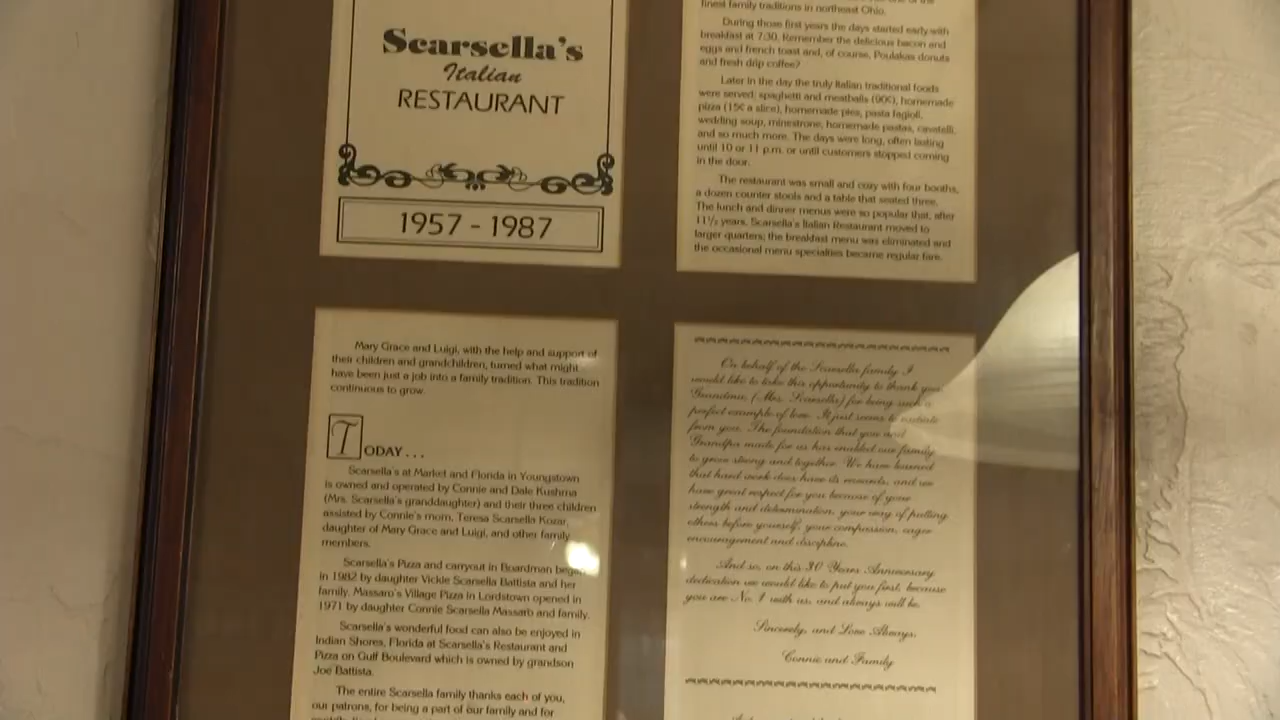 Scarsella's
Italian
RESTAURANT
1957 - 1987
finest family traditions in northeast Ohio.
During those first years the days started early with
breakfast at 7:30. Remember the delicious bacon and
eggs and french toast and, of course, Poulakas donuts
and fresh drip coffee?
Later in the day the truly Italian traditional foods
were served: spaghetti and meatballs (90¢), homemade
pizza (15¢ a slice), homemade pies, pasta fagioli,
wedding soup, minestrone, homemade pastas, cavatelli,
and so much more. The days were long, often lasting
until 10 or 11 p.m. or until customers stopped coming
in the door.
The restaurant was small and cozy with four booths,
a dozen counter stools and a table that seated three.
The lunch and dinner menus were so popular that, after
11½ years, Scarsella's Italian Restaurant moved to
larger quarters; the breakfast menu was eliminated and
the occasional menu specialties became regular fare.
Mary Grace and Luigi, with the help and support of
their children and grandchildren, turned what might
have been just a job into a family tradition. This tradition
continues to grow.
TODAY...
Scarsella's at Market and Florida in Youngstown
is owned and operated by Connie and Dale Kushma
(Mrs. Scarsella's granddaughter) and their three children
assisted by Connie's mom, Teresa Scarsella Kozar,
daughter of Mary Grace and Luigi, and other family
members.
Scarsella's Pizza and carryout in Boardman began
in 1982 by daughter Vickie Scarsella Battista and her
family. Massaro's Village Pizza in Lordstown opened in
1971 by daughter Connie Scarsella Massaro and family.
Scarsella's wonderful food can also be enjoyed in
Indian Shores, Florida at Scarsella's Restaurant and
Pizza on Gulf Boulevard which is owned by grandson
Joe Battista.
The entire Scarsella family thanks each of you,
our patrons, for being a part of our family and for
On behalf of the Scarsella family I
would like to take this opportunity to thank you
Grandma, (Mrs. Scarsella) for being such a
perfect example of love. It just seems to radiate
from you. The foundation that you and
Grandpa made for us has enabled our family
to grow strong and together. We have learned
that hard work does have its rewards, and we
have great respect for you because of your
strength and determination, your way of putting
others before yourself, your compassion, eager
encouragement and discipline.
And so, on this 30 Years Anniversary
dedication we would like to put you first, because
you are No. 1 with us, and always will be.
Sincerely, and Love Always,
Connie and Family